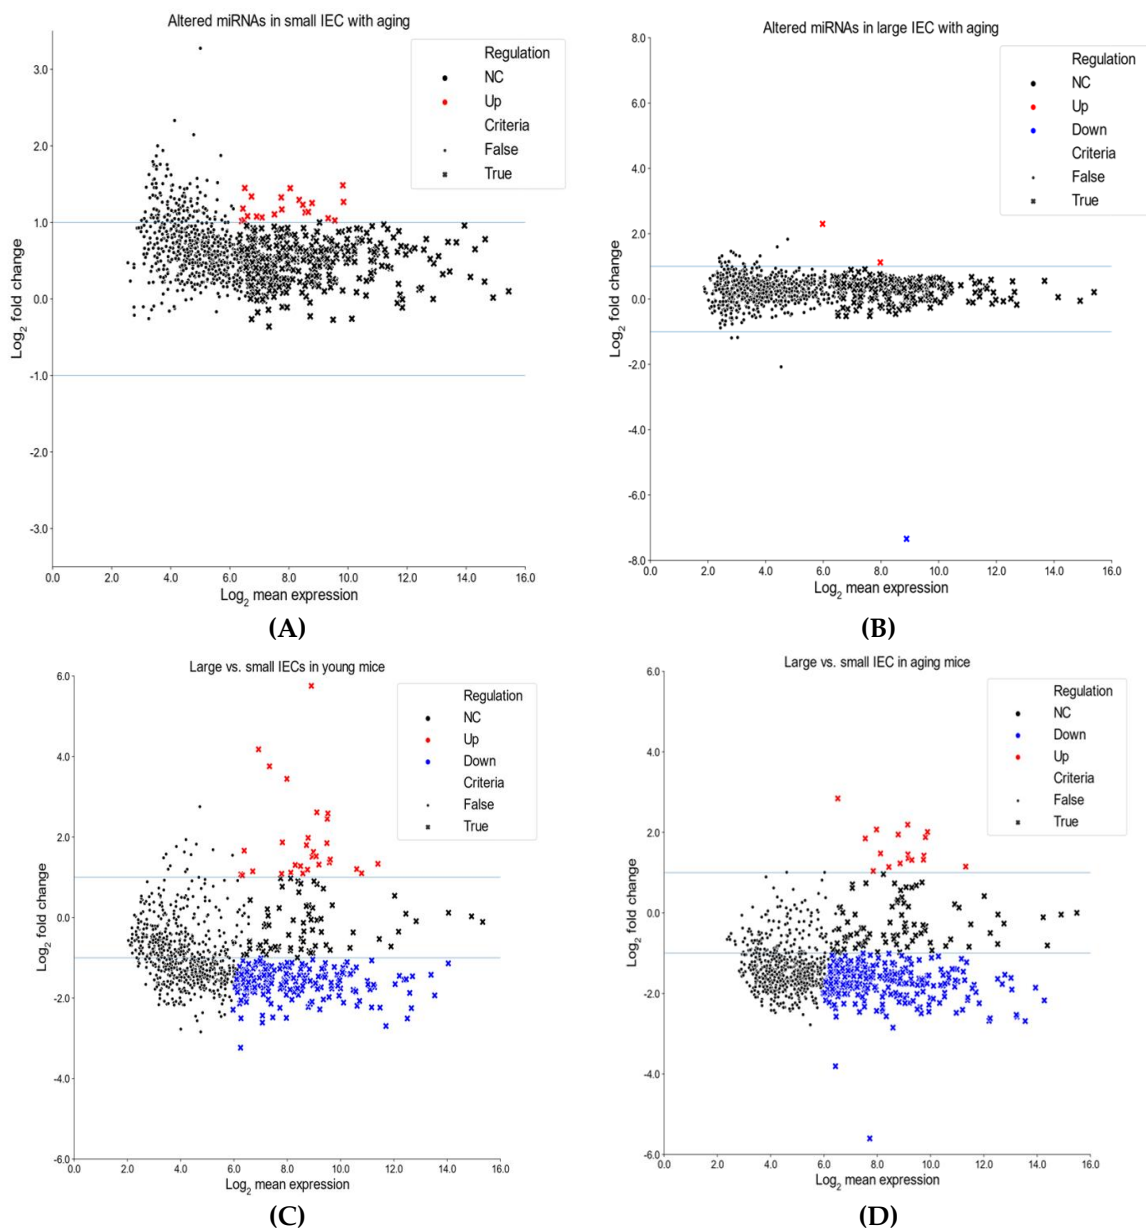 Altered miRNAs in small IEC with aging
3.0
2.0
1.0
0.0
-1.0
-2.0
-3.0
Log2 fold change
Regulation
NC
Up
Criteria
False
True
0.0 2.0 4.0 6.0 8.0 10.0 12.0 14.0 16.0
Log2 mean expression
(A)
Altered miRNAs in large IEC with aging
8.0
6.0
4.0
2.0
0.0
-2.0
-4.0
-6.0
-8.0
Log2 fold change
Regulation
NC
Up
Down
Criteria
False
True
0.0 2.0 4.0 6.0 8.0 10.0 12.0 14.0 16.0
Log2 mean expression
(B)
Large vs. small IECs in young mice
6.0
4.0
2.0
0.0
-2.0
-4.0
-6.0
Log2 fold change
Regulation
NC
Up
Down
Criteria
False
True
0.0 2.0 4.0 6.0 8.0 10.0 12.0 14.0 16.0
Log2 mean expression
(C)
Large vs. small IEC in aging mice
6.0
4.0
2.0
0.0
-2.0
-4.0
-6.0
Log2 fold change
Regulation
NC
Down
Up
Criteria
False
True
0.0 2.0 4.0 6.0 8.0 10.0 12.0 14.0 16.0
Log2 mean expression
(D)